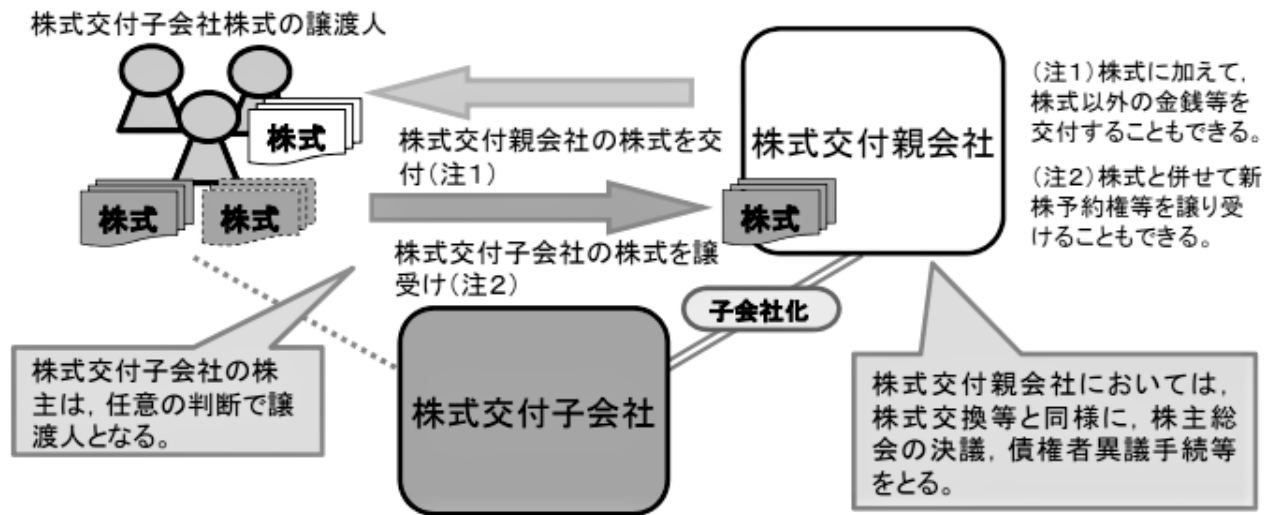 株式交付子会社株式の譲渡人
株式
株式
株式
株式交付親会社の株式を交
付(注1)
株式交付子会社の株式を譲
受け(注2)
株式交付親会社
株式
(注1)株式に加えて,
株式以外の金銭等を
交付することもできる。
(注2)株式と併せて新
株予約権等を譲り受
けることもできる。
子会社化
株式交付子会社の株
主は,任意の判断で譲
渡人となる。
株式交付子会社
株式交付親会社においては,
株式交換等と同様に,株主総
会の決議,債権者異議手続等
をとる。